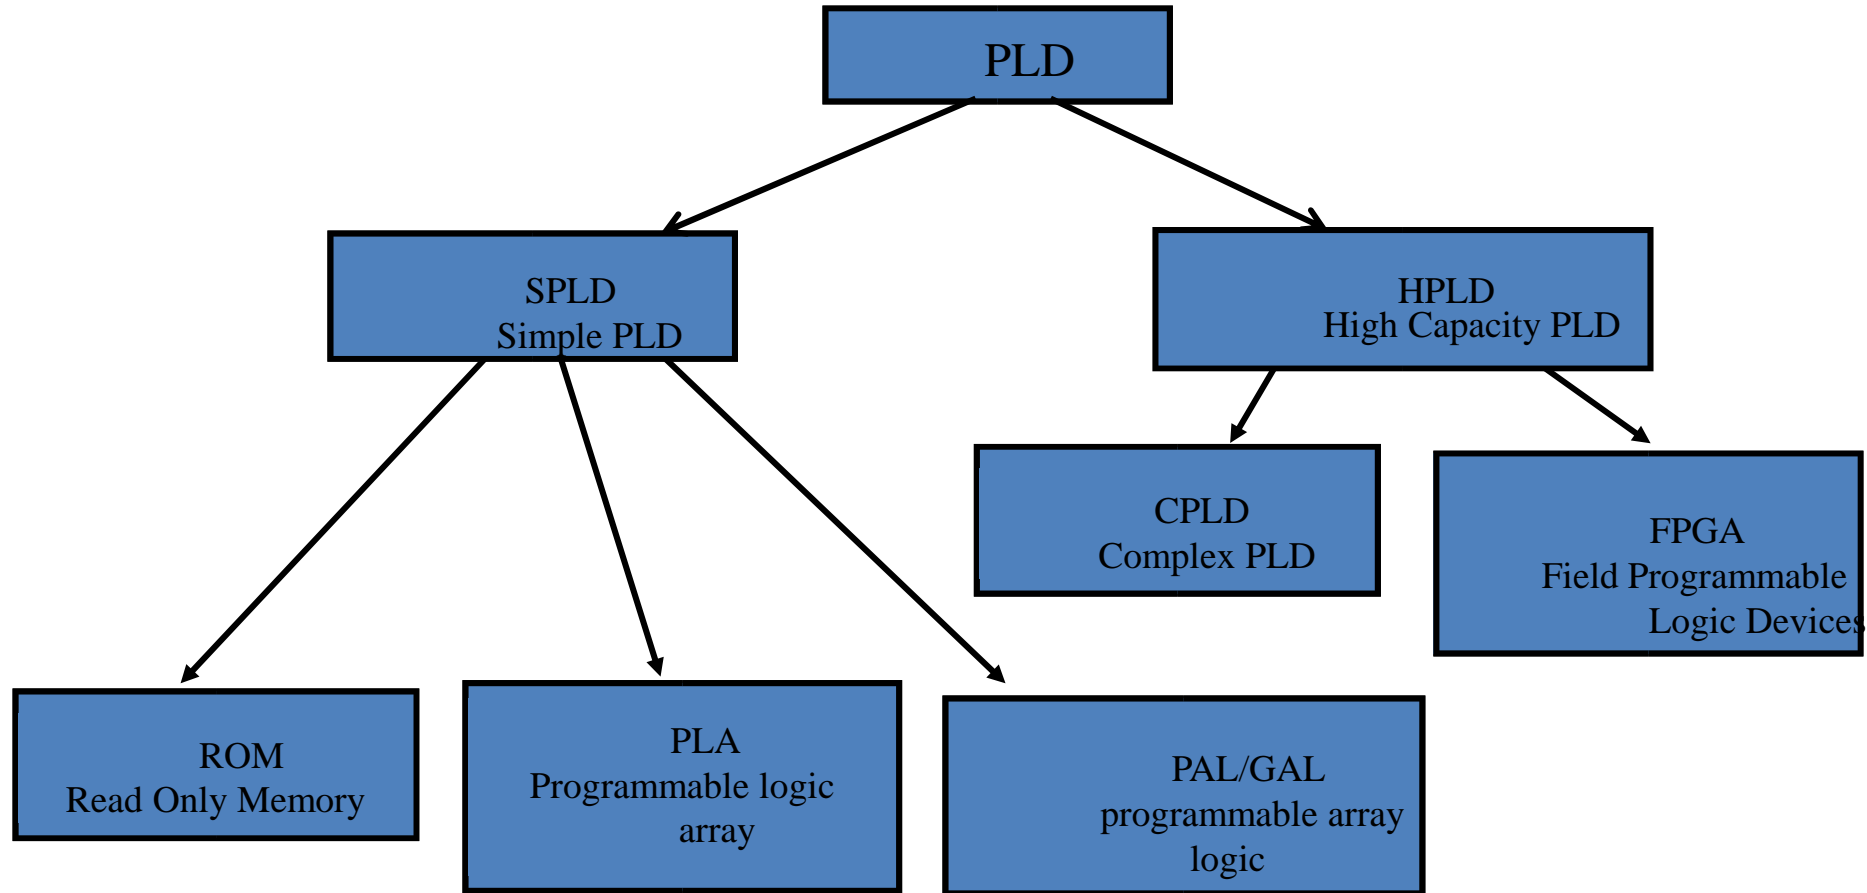 PLD
SPLD
Simple PLD
HPLD
High Capacity PLD
CPLD
Complex PLD
FPGA
Field Programmable
Logic Devices
ROM
Read Only Memory
PLA
Programmable logic
array
PAL/GAL
programmable array
logic